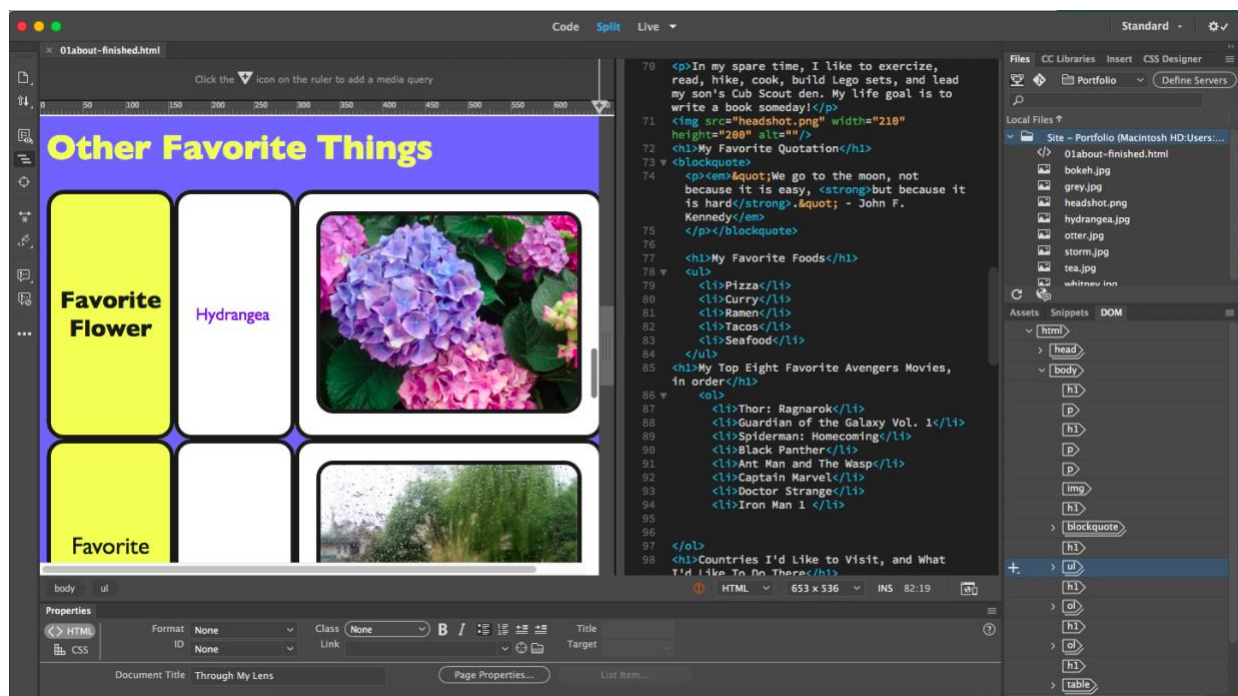 Code Split Live
Standard
× 01about-finished.html
Click the icon on the ruler to add a media query
0 50 100 150 200 250 300 350 400 450 500 550 600
Other Favorite Things
Favorite
Flower
Hydrangea
Favorite
70 <p>In my spare time, I like to exercize,
read, hike, cook, build Lego sets, and lead
my son's Cub Scout den. My life goal is to
write a book someday!</p>
71 <img src="headshot.png" width="210"
height="200" alt=""/>
72 <h1>My Favorite Quotation</h1>
73 <blockquote>
74 <p><em>&quot;We go to the moon, not
because it is easy, <strong>but because it
is hard</strong>.&quot; - John F.
Kennedy</em>
75 </p></blockquote>
76
77 <h1>My Favorite Foods</h1>
78 <ul>
79 <li>Pizza</li>
80 <li>Curry</li>
81 <li>Ramen</li>
82 <li>Tacos</li>
83 <li>Seafood</li>
84 </ul>
85 <h1>My Top Eight Favorite Avengers Movies,
in order</h1>
86 <ol>
87 <li>Thor: Ragnarok</li>
88 <li>Guardian of the Galaxy Vol. 1</li>
89 <li>Spiderman: Homecoming</li>
90 <li>Black Panther</li>
91 <li>Ant Man and The Wasp</li>
92 <li>Captain Marvel</li>
93 <li>Doctor Strange</li>
94 <li>Iron Man 1 </li>
95
96
97 </ol>
98 <h1>Countries I'd Like to Visit, and What
I'd Like To Do There</h1>
Files CC Libraries Insert CSS Designer
Portfolio Define Servers
Local Files ↑
Site – Portfolio (Macintosh HD:Users:...
</> 01about-finished.html
bokeh.jpg
grey.jpg
headshot.png
hydrangea.jpg
otter.jpg
storm.jpg
tea.jpg
whitney.jpg
Assets Snippets DOM
html
head
body
h1
p
h1
p
p
img
h1
blockquote
h1
ul
h1
ol
h1
ol
h1
table
body ul
HTML 653 x 536 INS 82:19
Properties
<> HTML Format None Class None B I Title
CSS ID None Link Target
Document Title Through My Lens Page Properties... List Item...